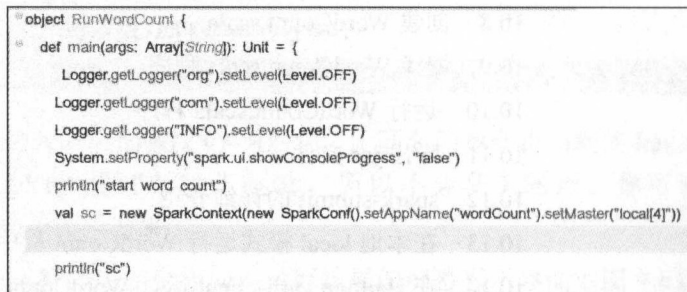 object RunWordCount {
def main(args: Array[String]): Unit = {
Logger.getLogger("org").setLevel(Level.OFF)
Logger.getLogger("com").setLevel(Level.OFF)
Logger.getLogger("INFO").setLevel(Level.OFF)
System.setProperty("spark.ui.showConsoleProgress", "false")
println("start word count")
val sc = new SparkContext(new SparkConf().setAppName("wordCount").setMaster("local[4]"))
println("sc")